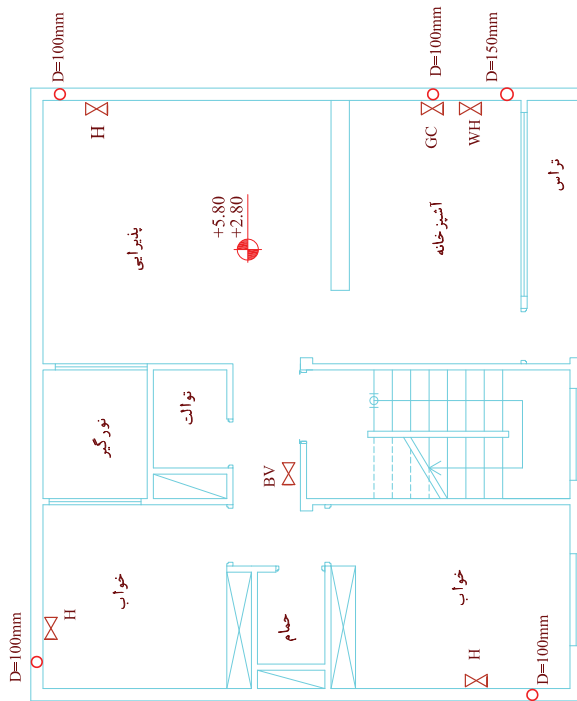 D=100mm
D=100mm
D=150mm
H
GC
WH
تراس
+5.80
+2.80
پذیرایی
آشپزخانه
نورگیر
توالت
BV
خواب
خواب
حمام
H
H
D=100mm
D=100mm